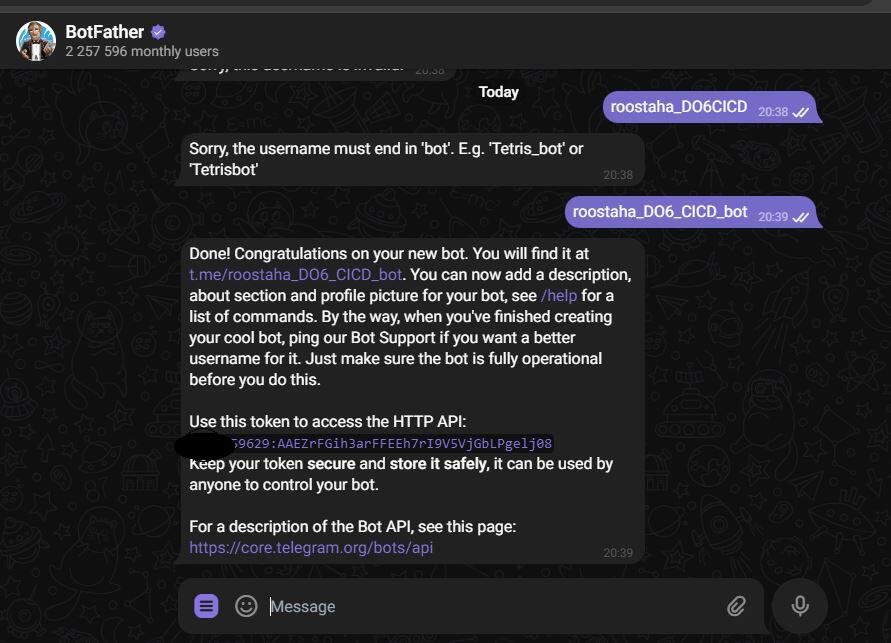 BotFather
2 257 596 monthly users
20:38
Today
roostaha_DO6CICD 20:38
Sorry, the username must end in 'bot'. E.g. 'Tetris_bot' or
'Tetrisbot'
20:38
roostaha_DO6_CICD_bot 20:39
Done! Congratulations on your new bot. You will find it at
t.me/roostaha_DO6_CICD_bot. You can now add a description,
about section and profile picture for your bot, see /help for a
list of commands. By the way, when you've finished creating
your cool bot, ping our Bot Support if you want a better
username for it. Just make sure the bot is fully operational
before you do this.
Use this token to access the HTTP API:
59629:AAEZrFGih3arFFEEh7rI9V5VjGbLPgelj08
Keep your token secure and store it safely, it can be used by
anyone to control your bot.
For a description of the Bot API, see this page:
https://core.telegram.org/bots/api
20:39
Message